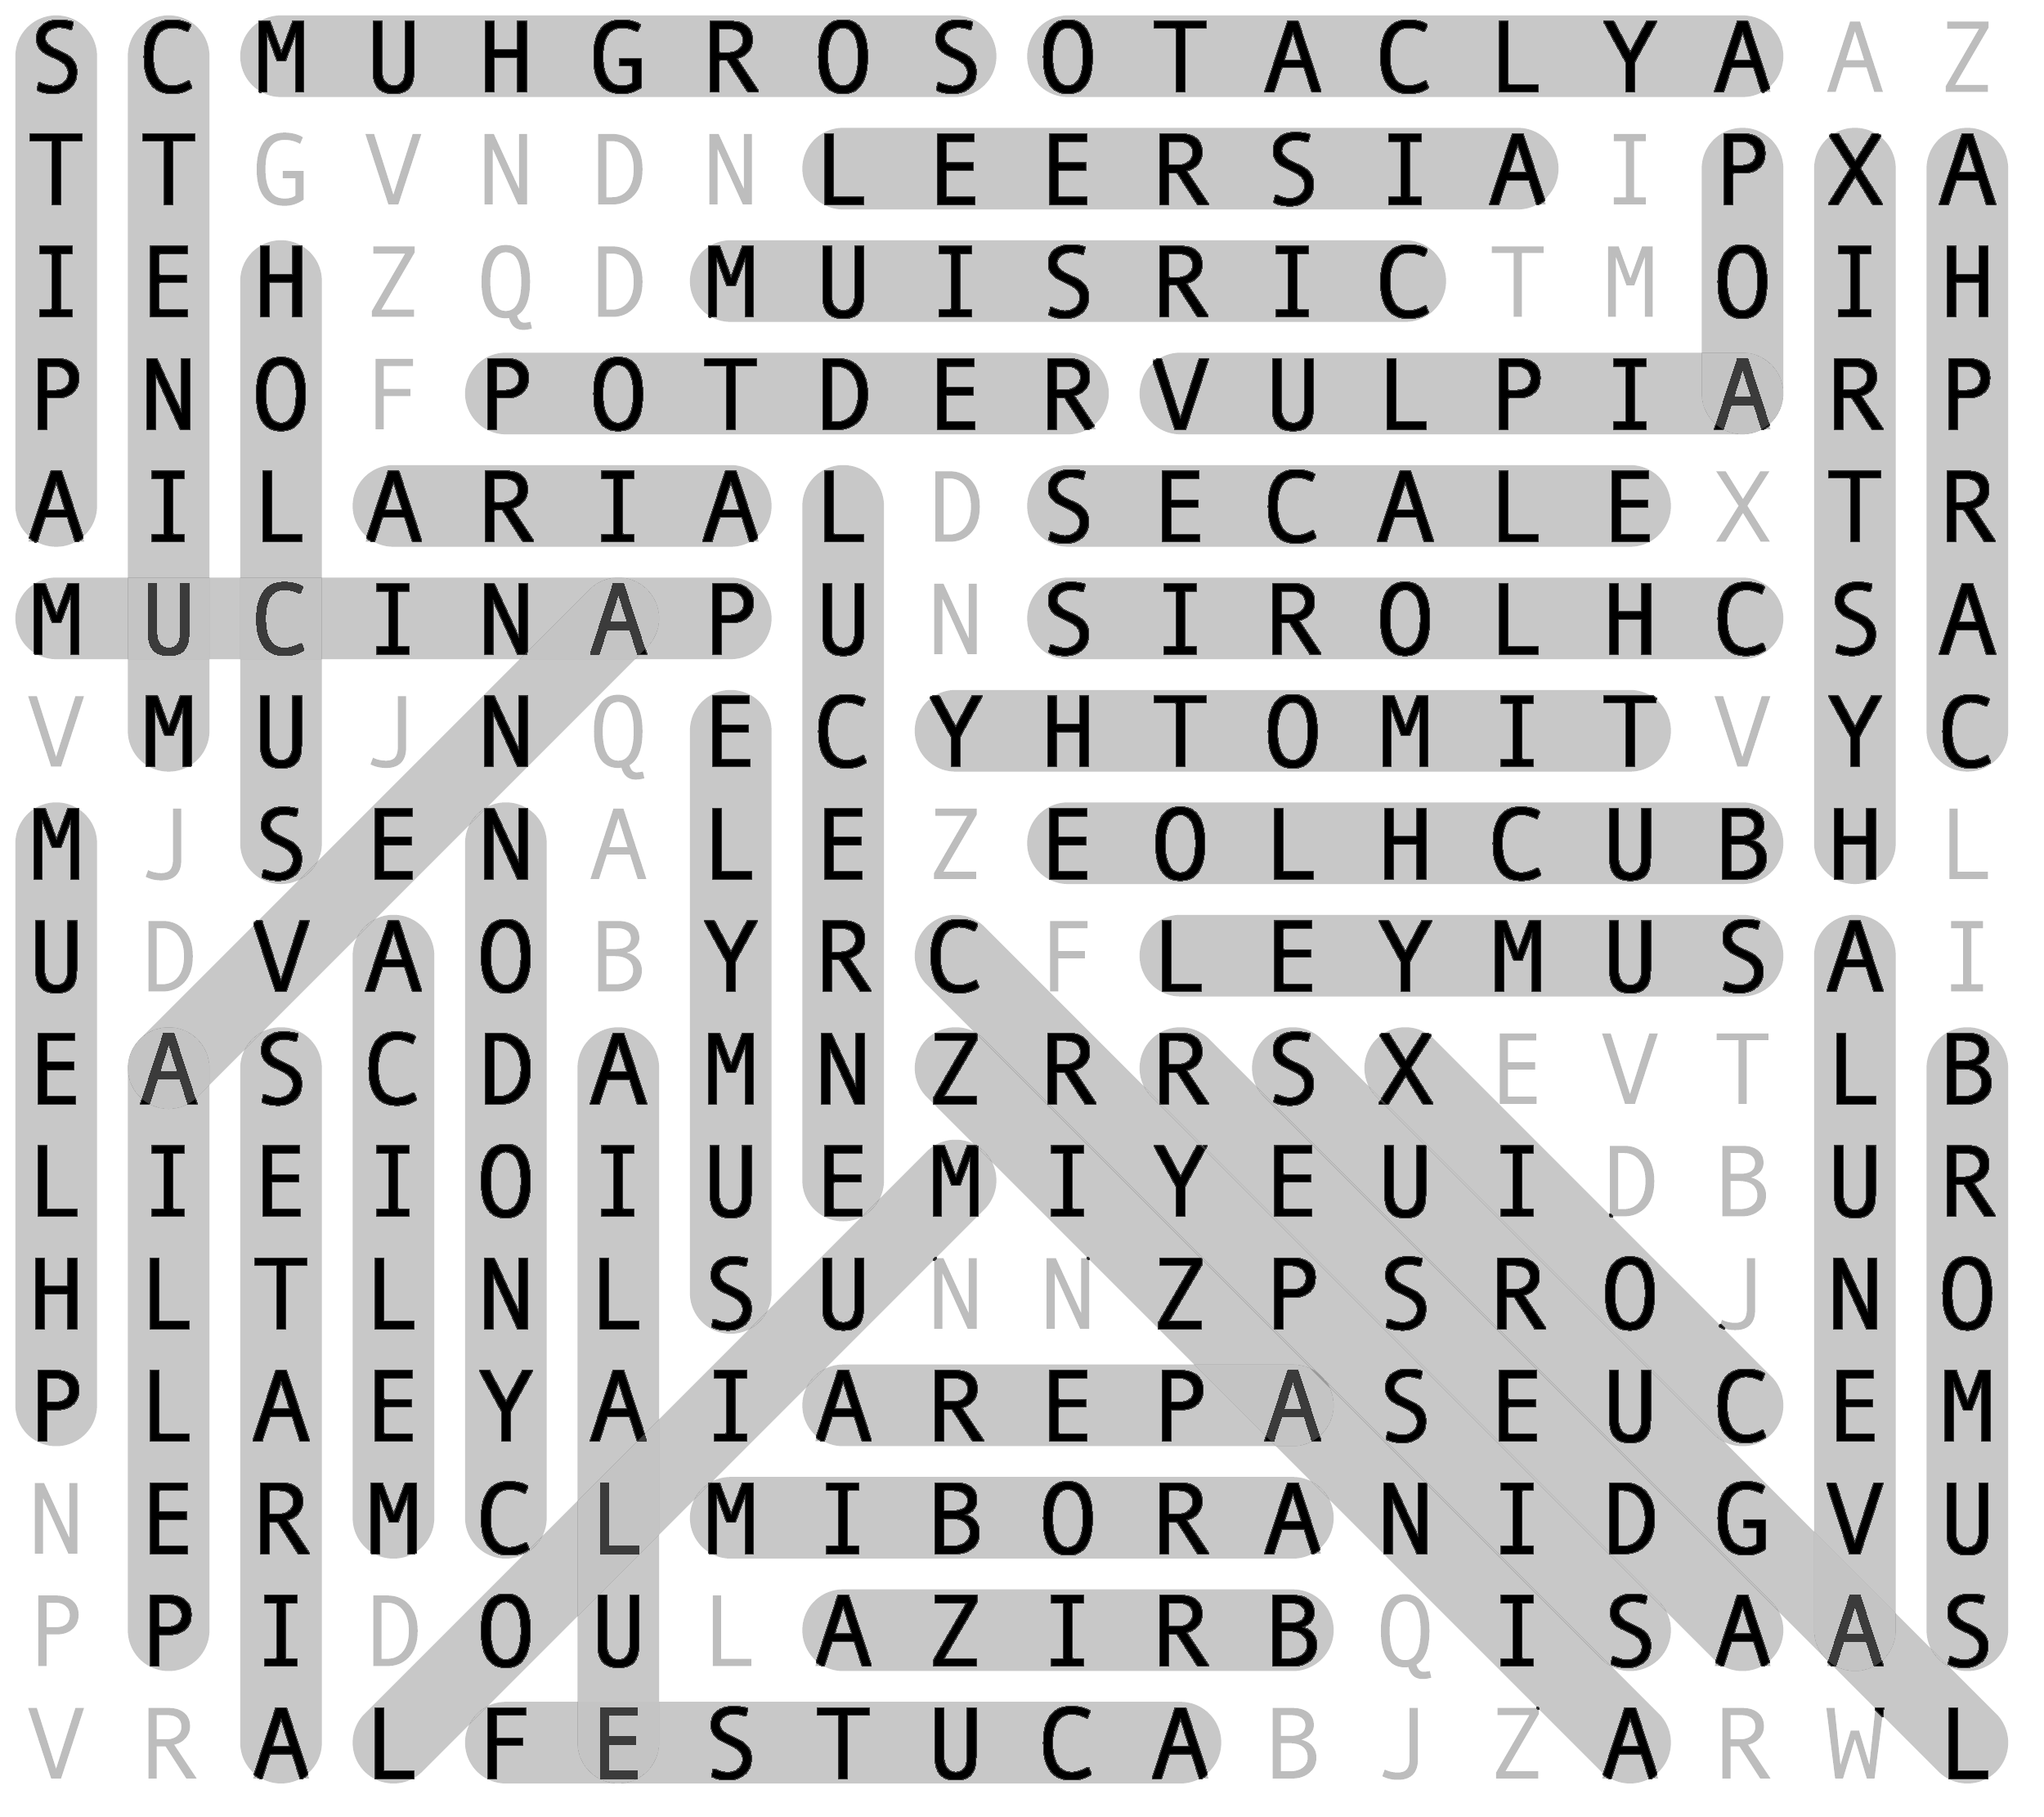 S C M U H G R O S O T A C L Y A A Z
T T G V N D N L E E R S I A I P X A
I E H Z Q D M U I S R I C T M O I H
P N O F P O T D E R V U L P I A R P
A I L A R I A L D S E C A L E X T R
M U C I N A P U N S I R O L H C S A
V M U J N Q E C Y H T O M I T V Y C
M J S E N A L E Z E O L H C U B H L
U D V A O B Y R C F L E Y M U S A I
E A S C D A M N Z R R S X E V T L B
L I E I O I U E M I Y E U I D B U R
H L T L N L S U N N Z P S R O J N O
P L A E Y A I A R E P A S E U C E M
N E R M C L M I B O R A N I D G V U
P P I D O U L A Z I R B Q I S A A S
V R A L F E S T U C A B J Z A R W L